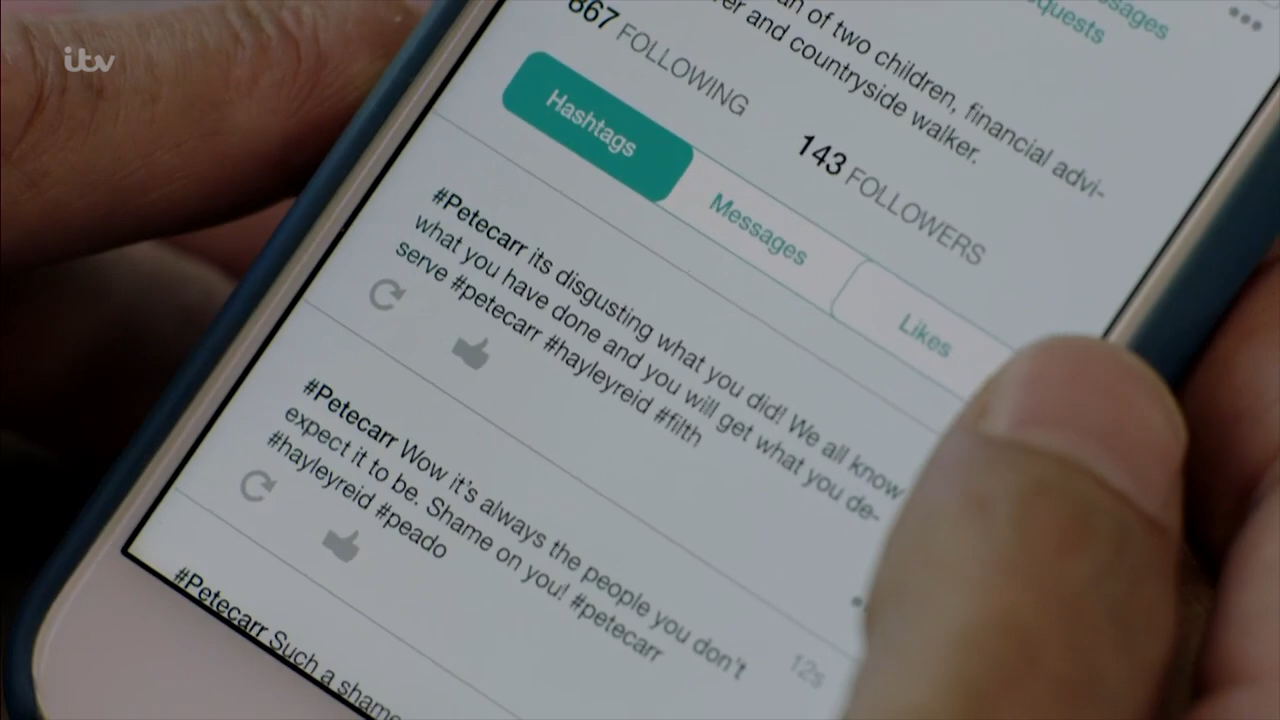 itv
ssages
quests
an of two children, financial advi-
er and countryside walker.
867 FOLLOWING
143 FOLLOWERS
Hashtags
Messages
Likes
#Petecarr its disgusting what you did! We all know
what you have done and you will get what you de-
serve #petecarr #hayleyreid #filth
#Petecarr Wow it's always the people you don't
expect it to be. Shame on you! #petecarr
#hayleyreid #peado
12s
#Petecarr Such a shame